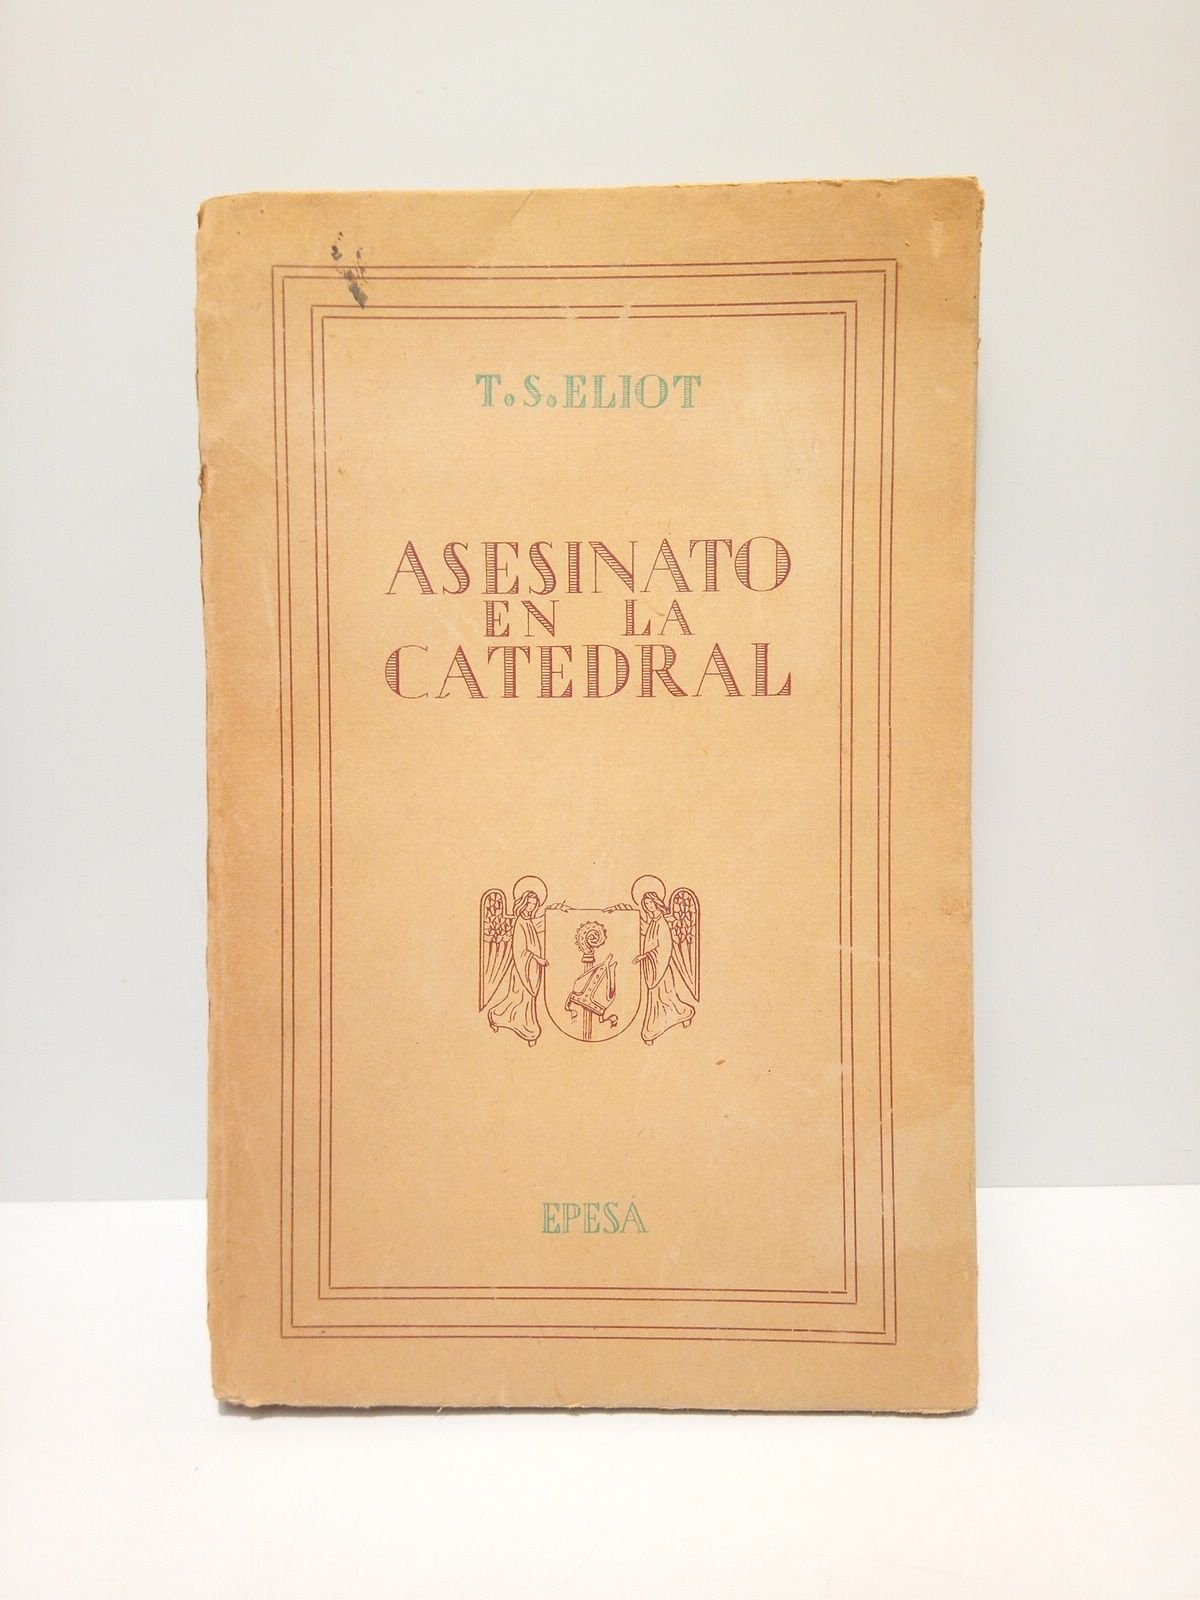 T.S.ELIOT
ASESINATO
EN LA
CATEDRAL
EPESA